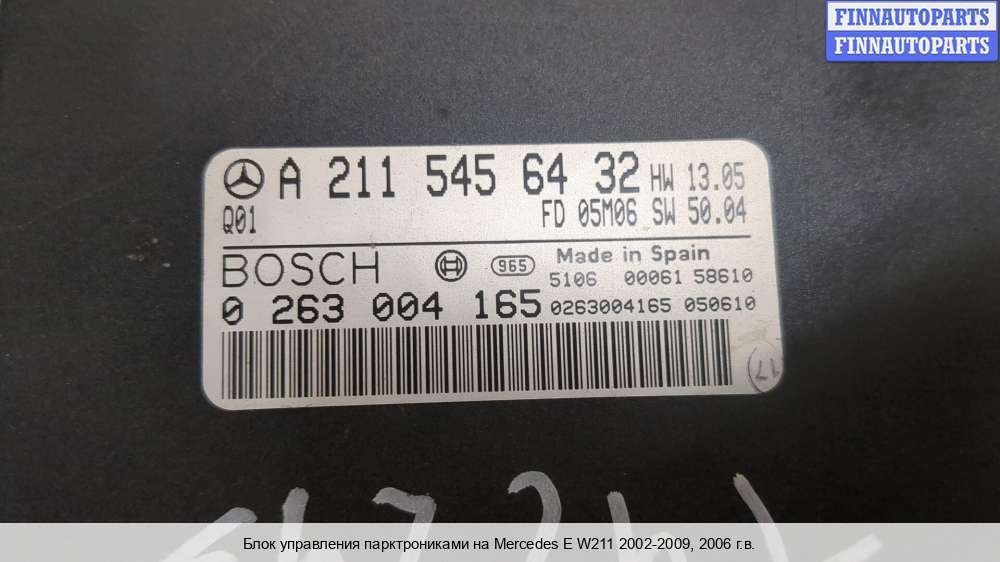 FINNAUTOPARTS
FINNAUTOPARTS
A 211 545 64 32 HW 13.05
Q01 FD 05M06 SW 50.04
BOSCH 965 Made in Spain
5106 00061 58610
0 263 004 165 0263004165 050610
Блок управления парктрониками на Mercedes E W211 2002-2009, 2006 г.в.